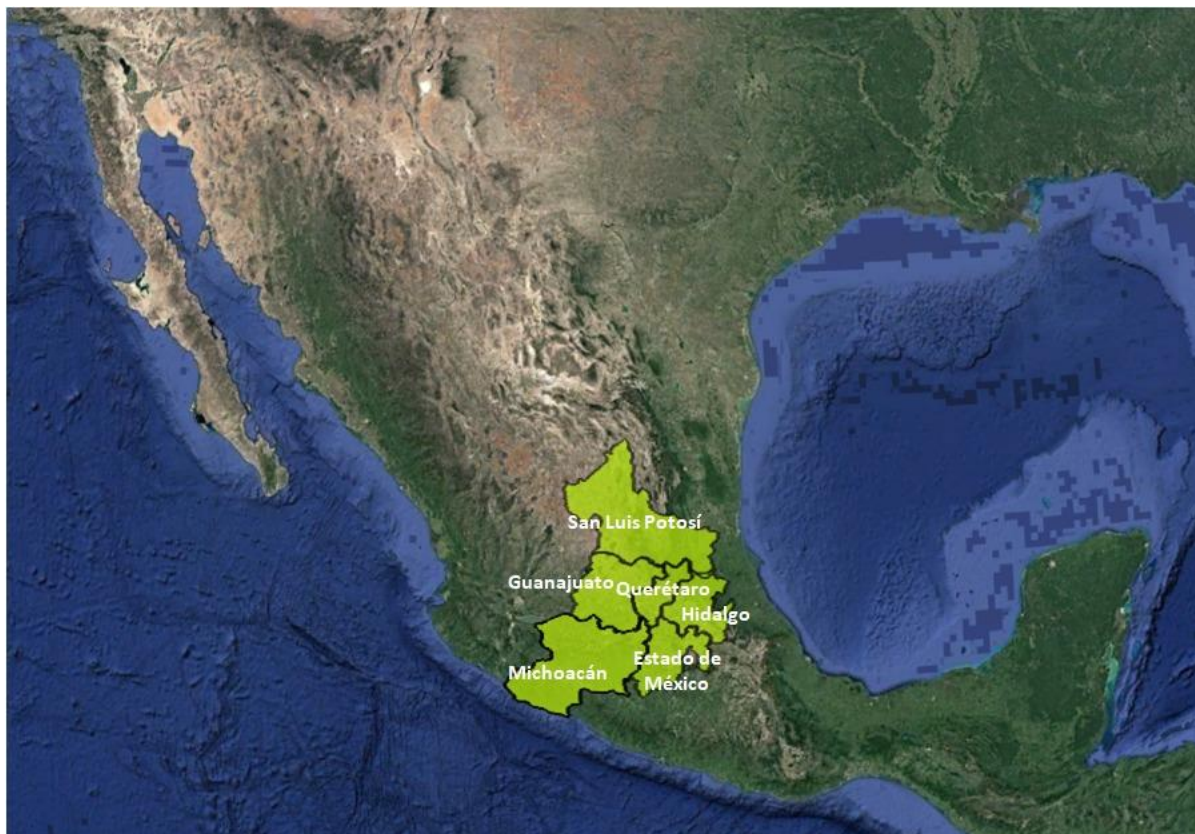 San Luis Potosí
Guanajuato
Querétaro
Hidalgo
Michoacán
Estado de
México